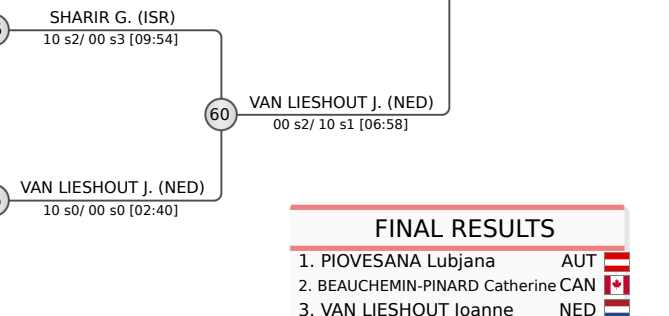 SHARIR G. (ISR)
10 s2/ 00 s3 [09:54]
60
VAN LIESHOUT J. (NED)
00 s2/ 10 s1 [06:58]
VAN LIESHOUT J. (NED)
10 s0/ 00 s0 [02:40]
FINAL RESULTS
1. PIOVESANA Lubjana AUT
2. BEAUCHEMIN-PINARD Catherine CAN
3. VAN LIESHOUT Joanne NED